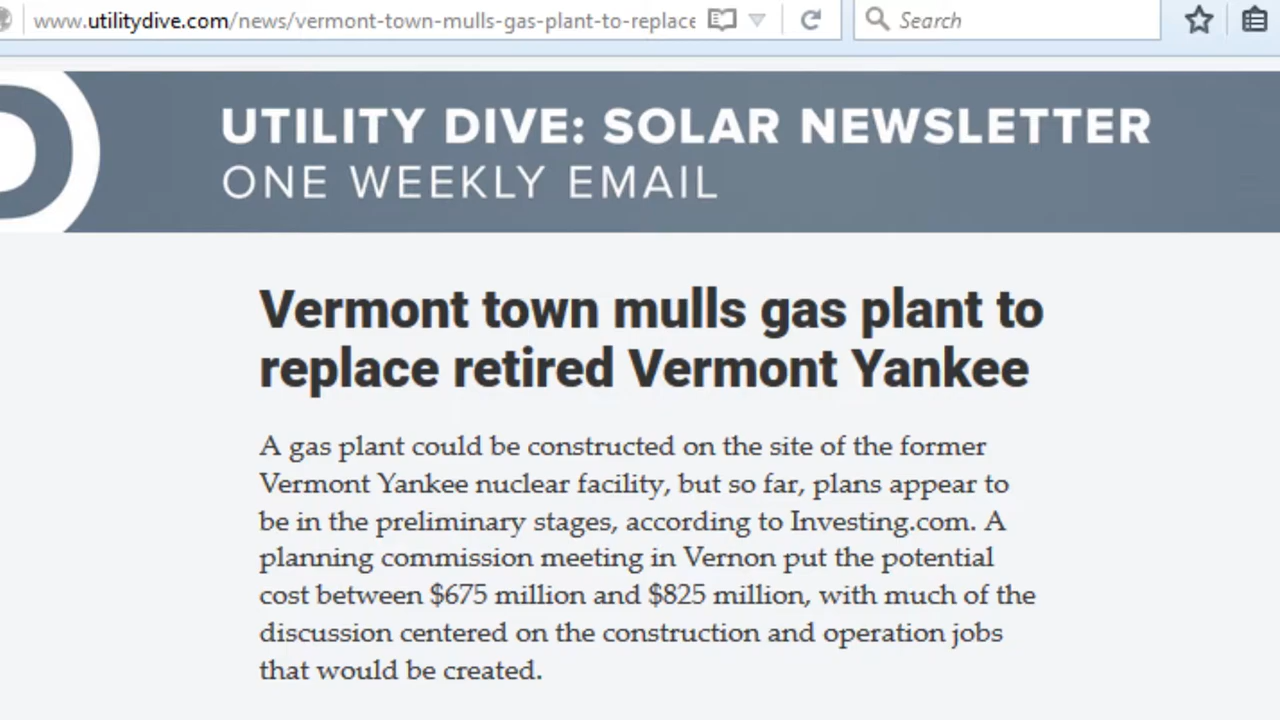 www.utilitydive.com/news/vermont-town-mulls-gas-plant-to-replace
Search
UTILITY DIVE: SOLAR NEWSLETTER
ONE WEEKLY EMAIL
Vermont town mulls gas plant to
replace retired Vermont Yankee
A gas plant could be constructed on the site of the former
Vermont Yankee nuclear facility, but so far, plans appear to
be in the preliminary stages, according to Investing.com. A
planning commission meeting in Vernon put the potential
cost between $675 million and $825 million, with much of the
discussion centered on the construction and operation jobs
that would be created.